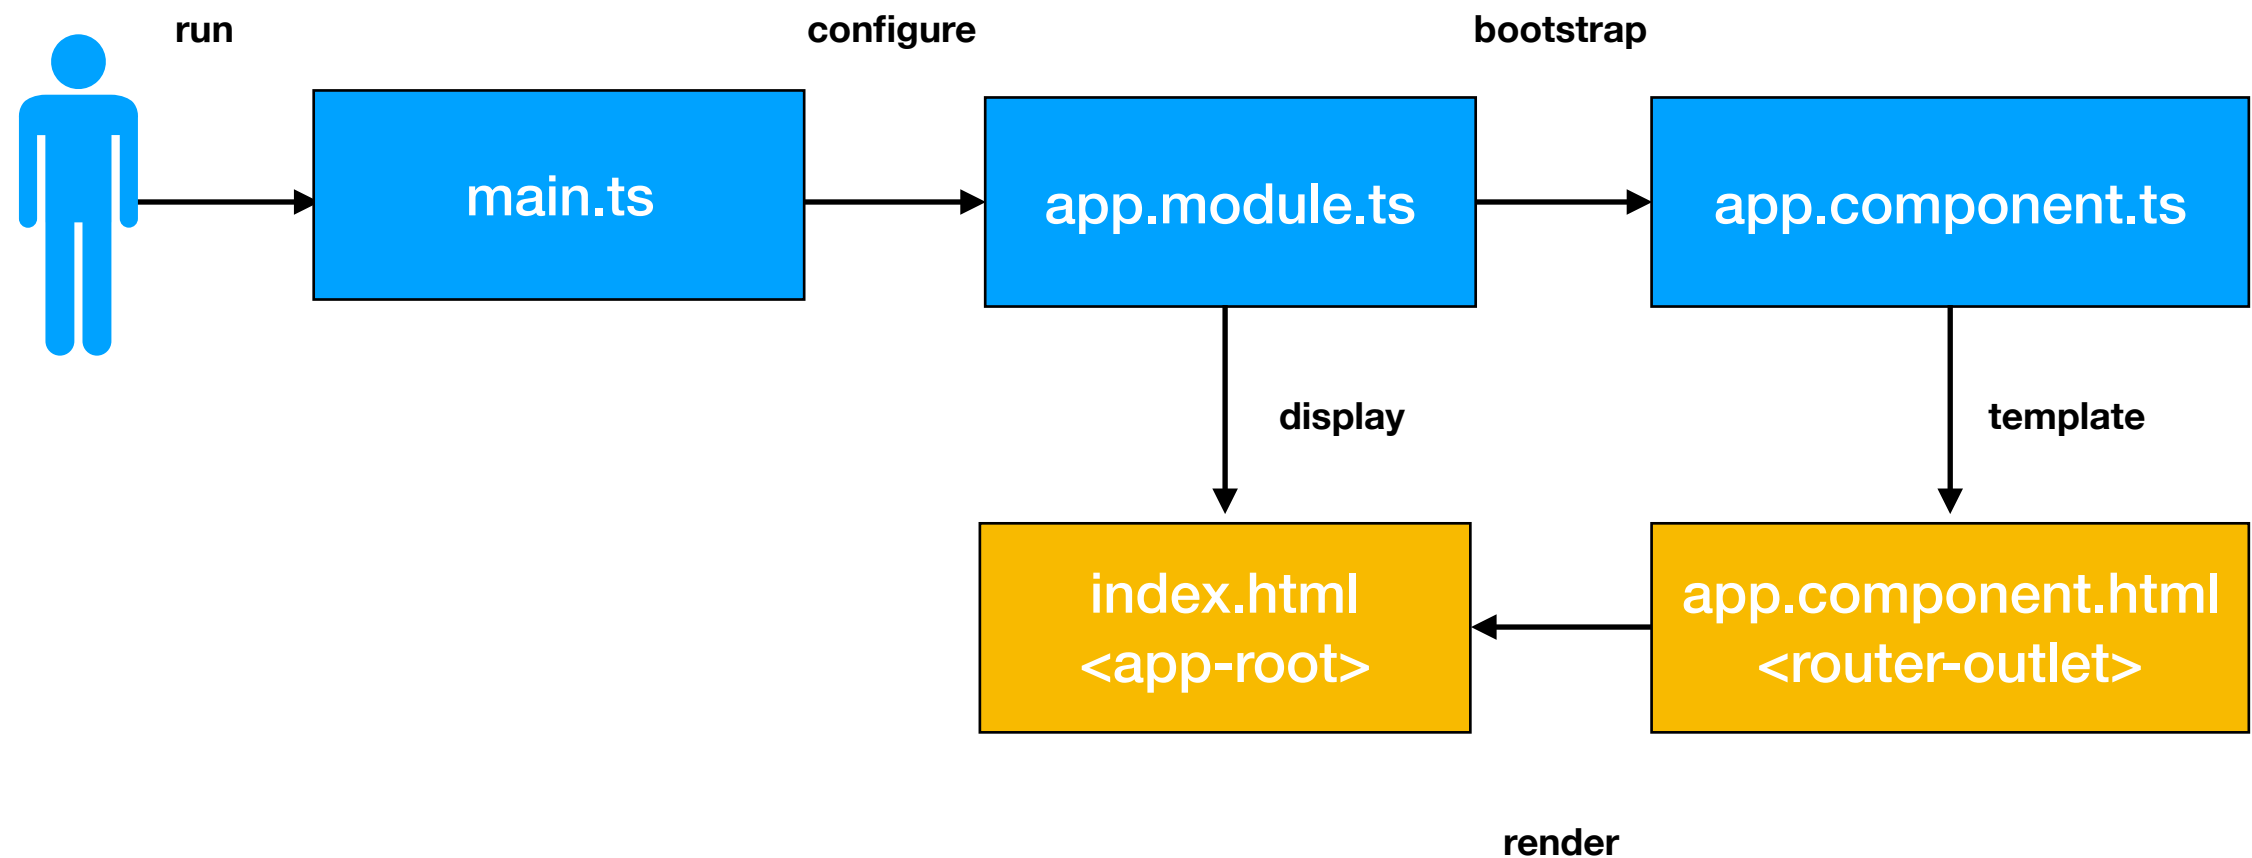 run
configure
bootstrap
main.ts
app.module.ts
app.component.ts
display
template
index.html
<app-root>
app.component.html
<router-outlet>
render